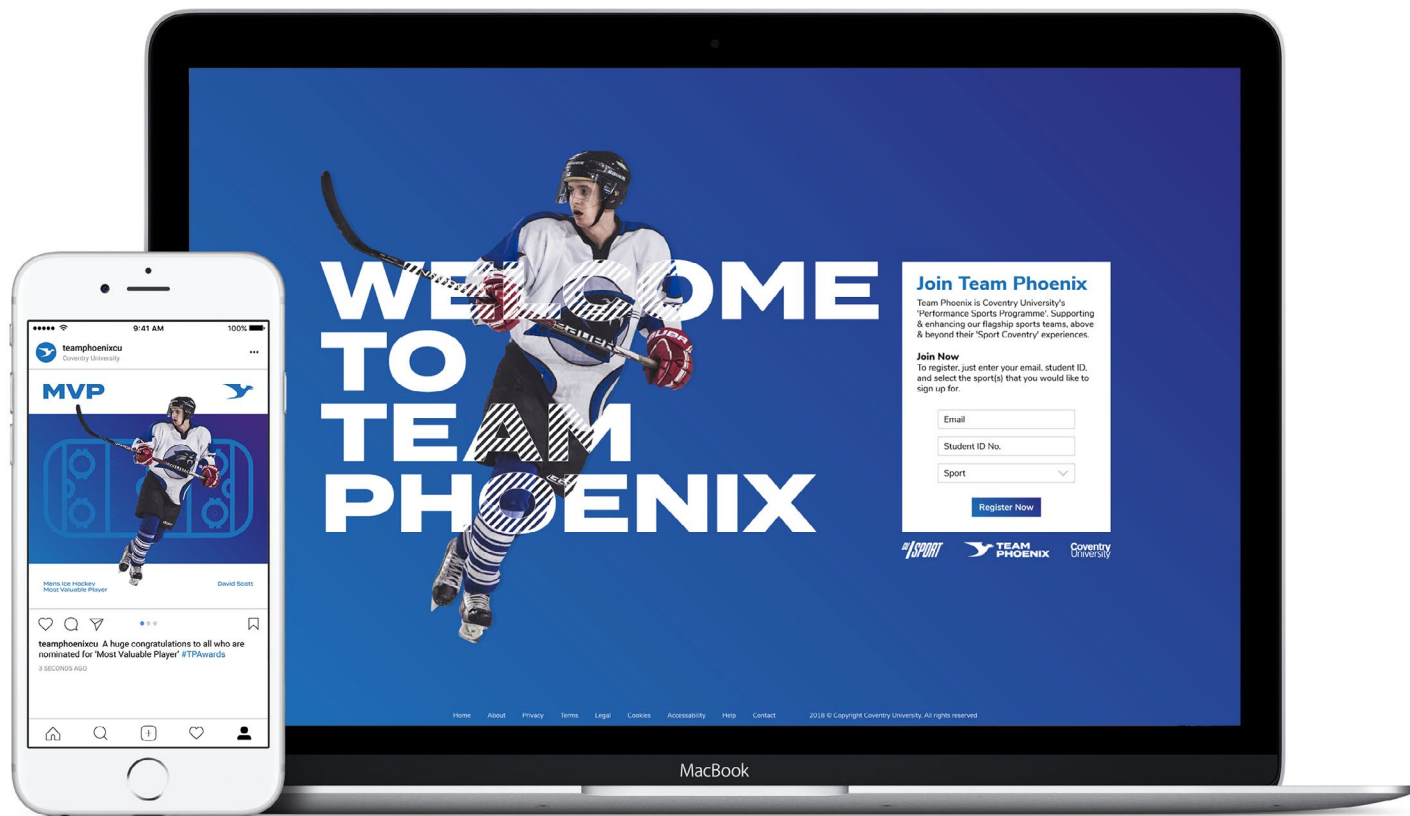 9:41 AM
100%
teamphoenixcu
Coventry University
MVP
Mens Ice Hockey
Most Valuable Player
David Scott
teamphoenixcu A huge congratulations to all who are
nominated for 'Most Valuable Player' #TPAwards
3 SECONDS AGO
WELCOME
TO
TEAM
PHOENIX
BAUER
Join Team Phoenix
Team Phoenix is Coventry University's
'Performance Sports Programme'. Supporting
& enhancing our flagship sports teams, above
& beyond their 'Sport Coventry' experiences.
Join Now
To register, just enter your email, student ID,
and select the sport(s) that you would like to
sign up for.
Email
Student ID No.
Sport
Register Now
CU SPORT
TEAM
PHOENIX
Coventry
University
Home About Privacy Terms Legal Cookies Accessability Help Contact 2018 © Copyright Coventry University. All rights reserved
MacBook